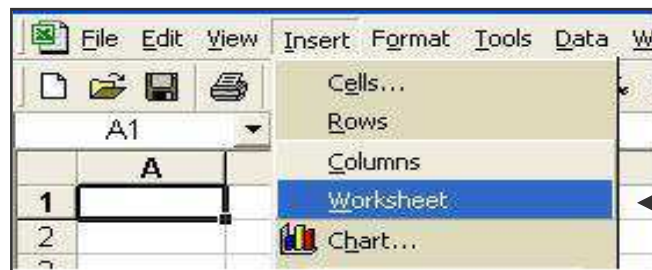 File Edit View Insert Format Tools Data
Cells...
A1 Rows
A Columns
1 Worksheet
2 Chart...